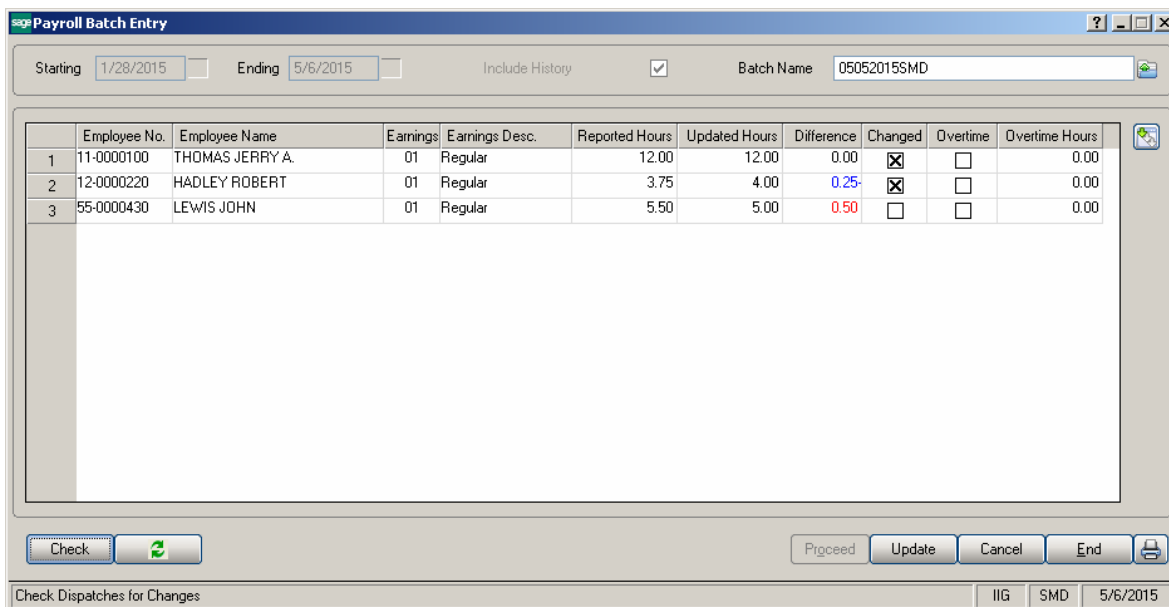 sage Payroll Batch Entry
Starting 1/28/2015 Ending 5/6/2015 Include History Batch Name 05052015SMD
Employee No. Employee Name Earnings Earnings Desc. Reported Hours Updated Hours Difference Changed Overtime Overtime Hours
1 11-0000100 THOMAS JERRY A. 01 Regular 12.00 12.00 0.00 0.00
2 12-0000220 HADLEY ROBERT 01 Regular 3.75 4.00 0.25- 0.00
3 55-0000430 LEWIS JOHN 01 Regular 5.50 5.00 0.50 0.00
Check Proceed Update Cancel End
Check Dispatches for Changes IIG SMD 5/6/2015